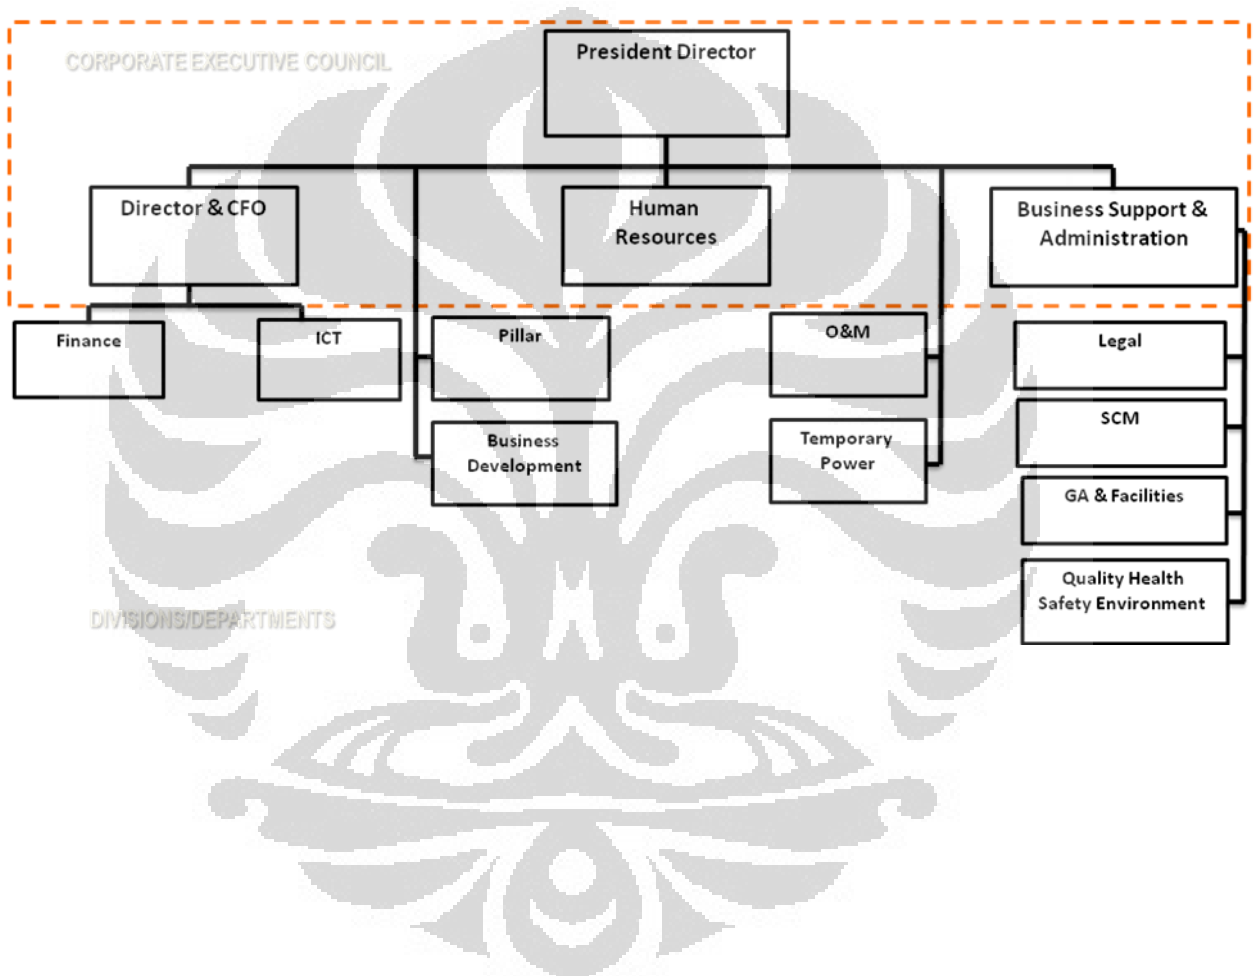 CORPORATE EXECUTIVE COUNCIL
President Director
Director & CFO
Human
Resources
Business Support &
Administration
Finance
ICT
Pillar
Business
Development
O&M
Temporary
Power
Legal
SCM
GA & Facilities
Quality Health
Safety Environment
DIVISIONS/DEPARTMENTS